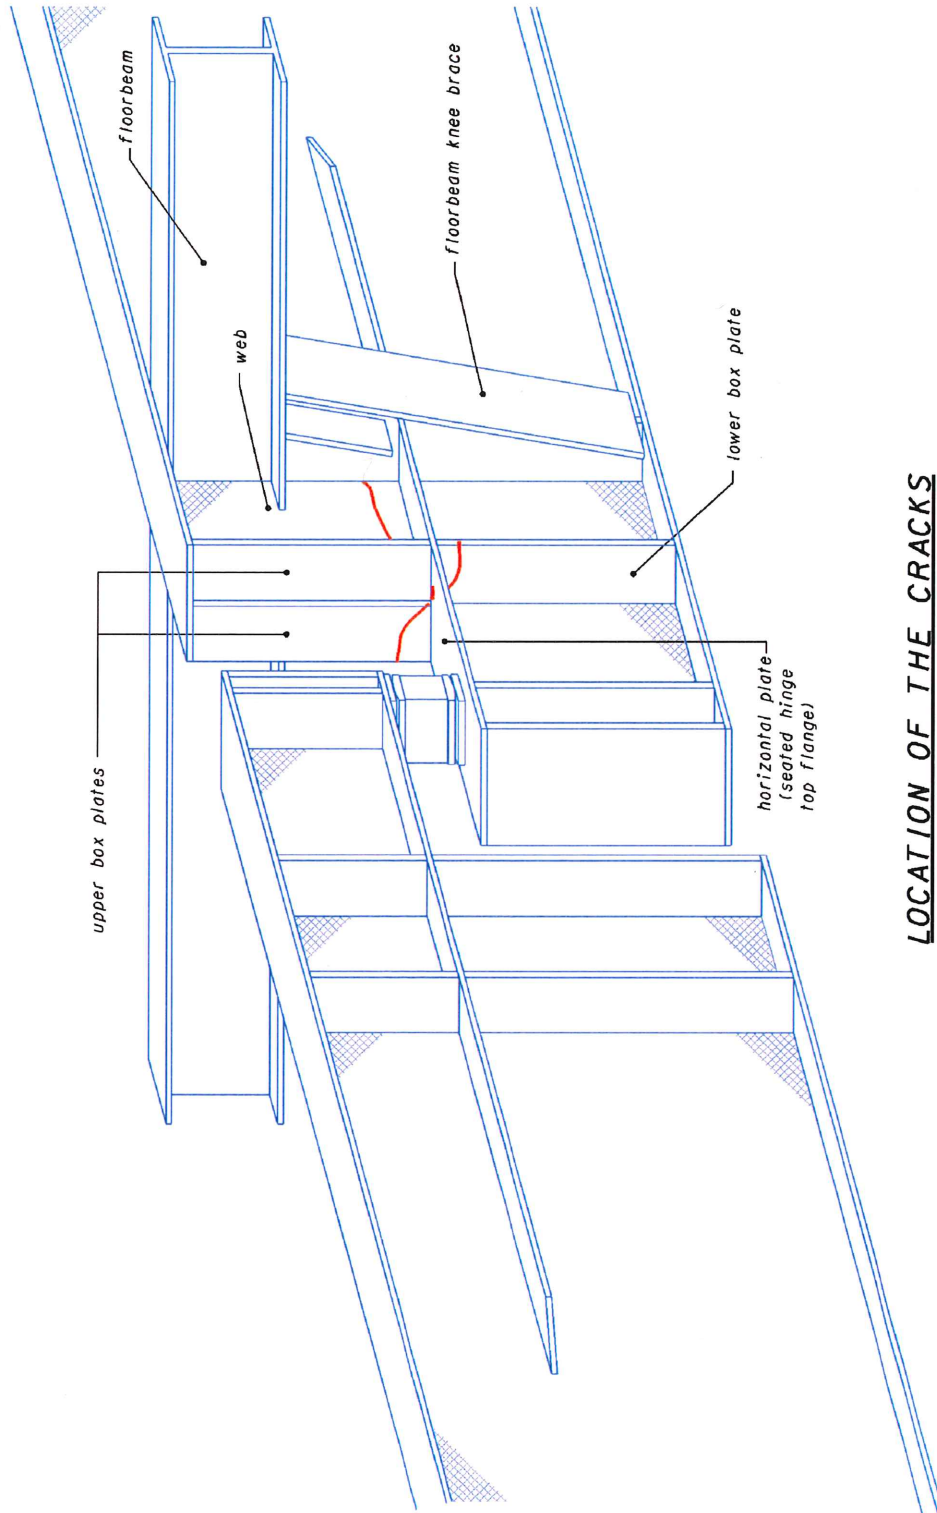 upper box plates
floorbeam
web
floorbeam knee brace
lower box plate
horizontal plate
(seated hinge
top flange)
LOCATION OF THE CRACKS